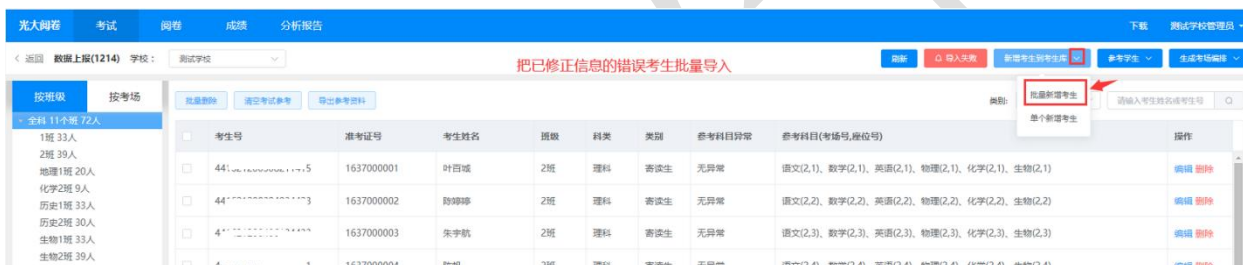 光大阅卷 考试 阅卷 成绩 分析报告 下载 测试学校管理员
< 返回 数据上报(1214) 学校： 测试学校 刷新 导入失败 新增考生到考生库 参考学生 生成考场编排
把已修正信息的错误考生批量导入
按班级 按考场 批量删除 清空考试参考 导出参考资料 类别: 批量新增考生 请输入考生姓名或考生号
单个新增考生
全科 11个班 72人
考生号 准考证号 考生姓名 班级 科类 类别 参考科目异常 参考科目(考场号,座位号) 操作
1班 33人
2班 39人
1637000001 叶百城 2班 理科 寄读生 无异常 语文(2,1)、数学(2,1)、英语(2,1)、物理(2,1)、化学(2,1)、生物(2,1) 编辑 删除
地理1班 20人
化学2班 9人
1637000002 陈婷婷 2班 理科 寄读生 无异常 语文(2,2)、数学(2,2)、英语(2,2)、物理(2,2)、化学(2,2)、生物(2,2) 编辑 删除
历史1班 33人
历史2班 30人
1637000003 朱宇航 2班 理科 寄读生 无异常 语文(2,3)、数学(2,3)、英语(2,3)、物理(2,3)、化学(2,3)、生物(2,3) 编辑 删除
生物1班 33人
生物2班 39人